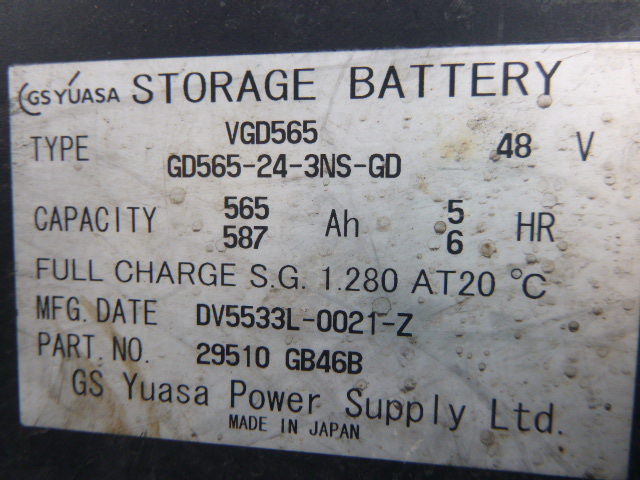 GS YUASA STORAGE BATTERY
TYPE VGD565 48 V
GD565-24-3NS-GD
CAPACITY 565 Ah 5 HR
587 6
FULL CHARGE S.G. 1.280 AT 20 °C
MFG. DATE DV5533L-0021-Z
PART. NO. 29510 GB46B
GS Yuasa Power Supply Ltd.
MADE IN JAPAN